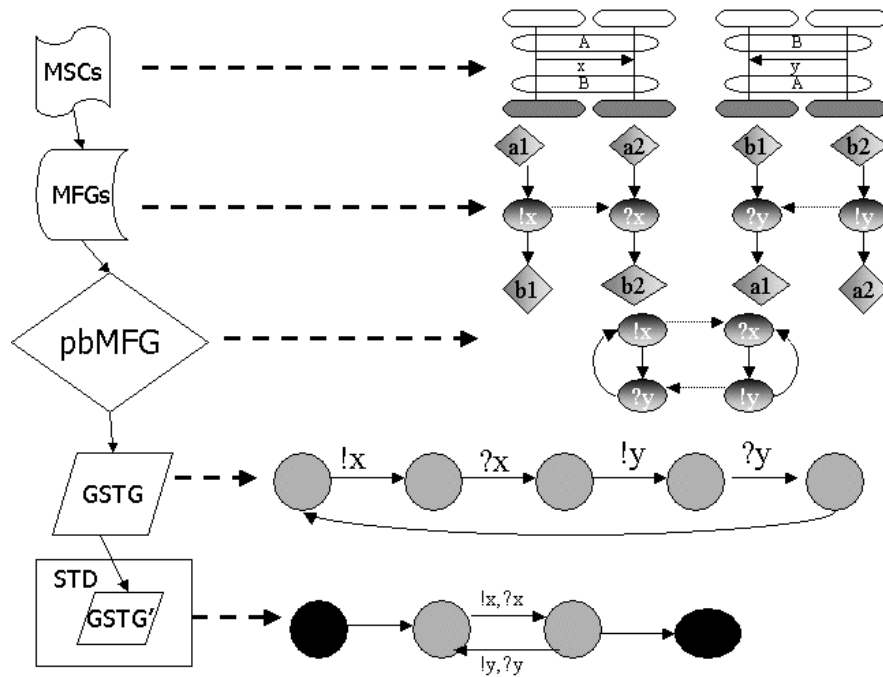 MSCs
A
x
B
B
y
A
a1
a2
b1
b2
MFGs
!x
?x
?y
!y
b1
b2
a1
a2
pbMFG
!x
?x
?y
!y
GSTG
!x
?x
!y
?y
STD
GSTG'
!x,?x
!y,?y